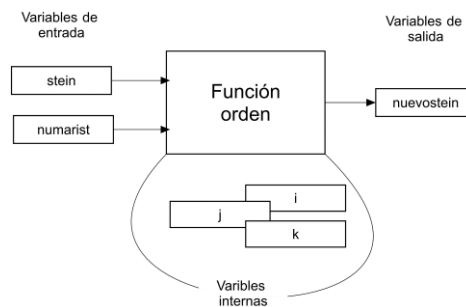 Variables de
entrada
Variables de
salida
stein
numarist
Función
orden
nuevostein
i
j
k
Varibles
internas